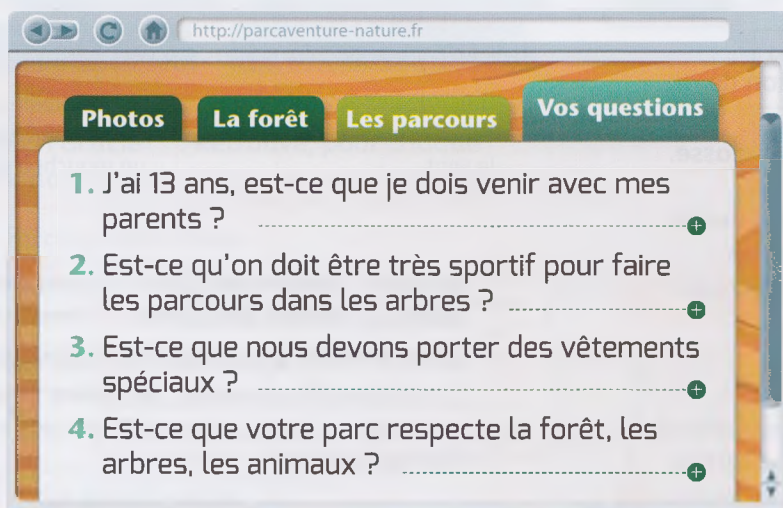 http://parcaventure-nature.fr
Photos
La forêt
Les parcours
Vos questions
1. J'ai 13 ans, est-ce que je dois venir avec mes
parents ?
2. Est-ce qu'on doit être très sportif pour faire
les parcours dans les arbres ?
3. Est-ce que nous devons porter des vêtements
spéciaux ?
4. Est-ce que votre parc respecte la forêt, les
arbres, les animaux ?